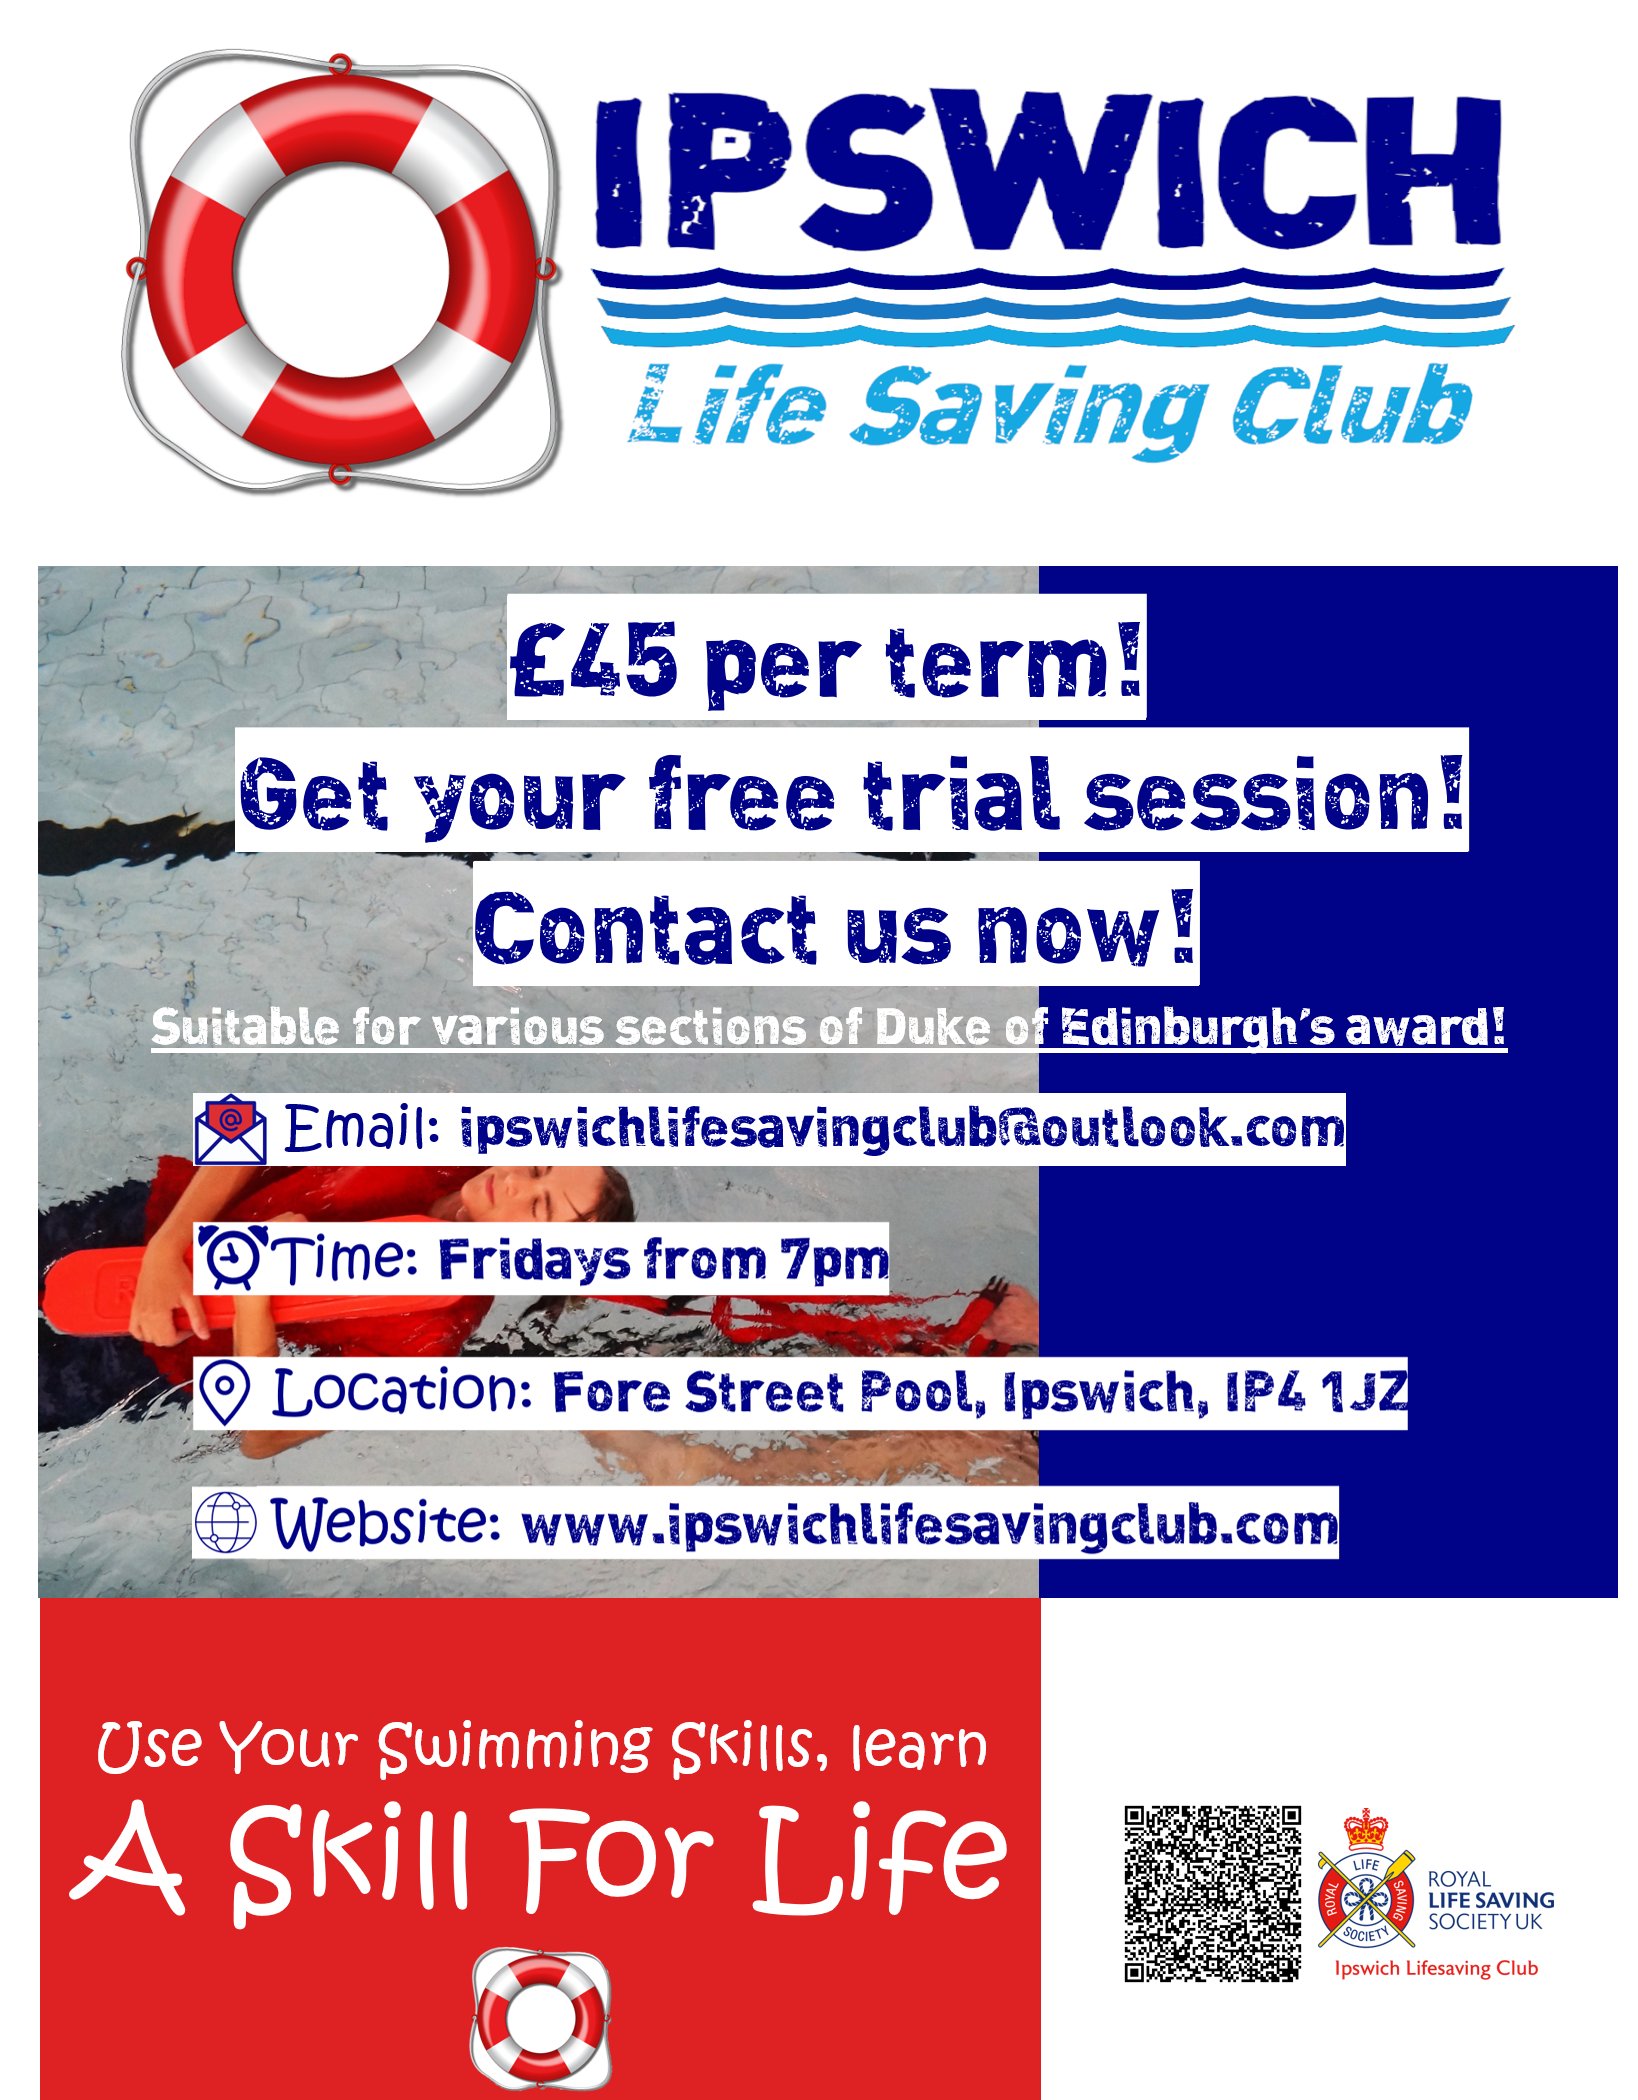 IPSWICH
Life Saving Club
£45 per term!
Get your free trial session!
Contact us now!
Suitable for various sections of Duke of Edinburgh's award!
Email: ipswichlifesavingclub@outlook.com
Time: Fridays from 7pm
Location: Fore Street Pool, Ipswich, IP4 1JZ
Website: www.ipswichlifesavingclub.com
Use Your Swimming Skills, learn
A Skill For Life
LIFE
ROYAL
SAVING
SOCIETY
ROYAL
LIFE SAVING
SOCIETY UK
Ipswich Lifesaving Club